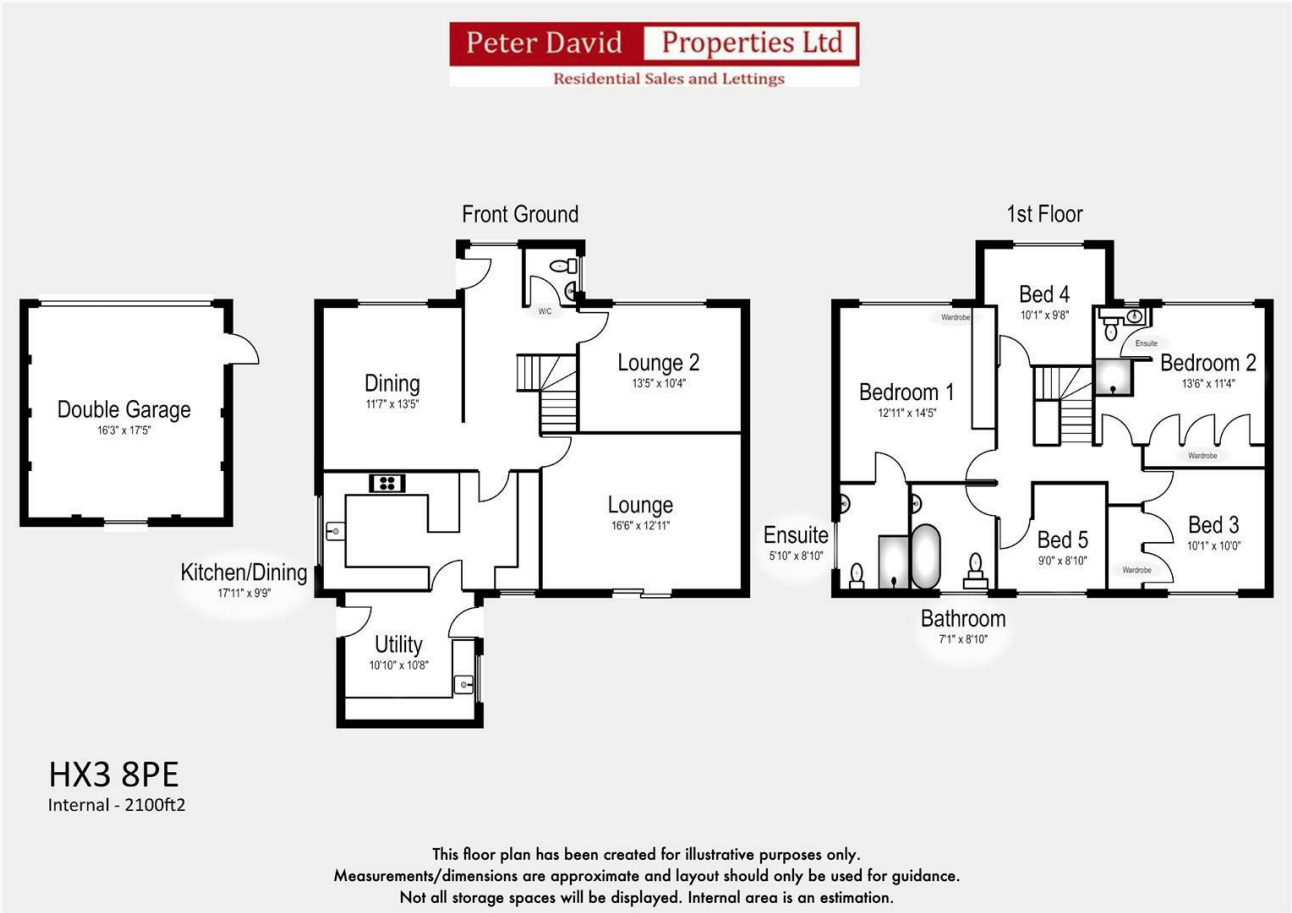 Peter David Properties Ltd
Residential Sales and Lettings
Front Ground
1st Floor
Double Garage
16'3" x 17'5"
W/C
Dining
11'7" x 13'5"
Lounge 2
13'5" x 10'4"
Lounge
16'6" x 12'11"
Kitchen/Dining
17'11" x 9'9"
Utility
10'10" x 10'8"
Bed 4
10'1" x 9'8"
Wardrobe
Bedroom 1
12'11" x 14'5"
Ensuite
Bedroom 2
13'6" x 11'4"
Wardrobe
Ensuite
5'10" x 8'10"
Bathroom
7'1" x 8'10"
Bed 5
9'0" x 8'10"
Bed 3
10'1" x 10'0"
Wardrobe
HX3 8PE
Internal - 2100ft2
This floor plan has been created for illustrative purposes only.
Measurements/dimensions are approximate and layout should only be used for guidance.
Not all storage spaces will be displayed. Internal area is an estimation.